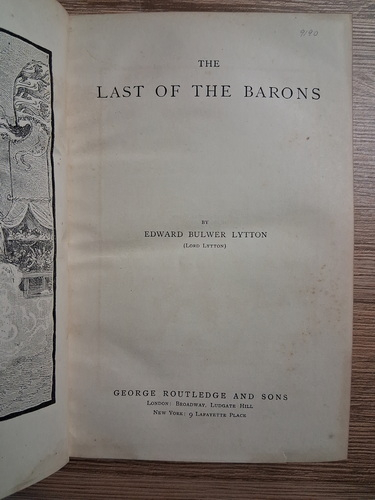 THE
LAST OF THE BARONS
BY
EDWARD BULWER LYTTON
(LORD LYTTON)
GEORGE ROUTLEDGE AND SONS
LONDON: BROADWAY, LUDGATE HILL
NEW YORK: 9 LAFAYETTE PLACE